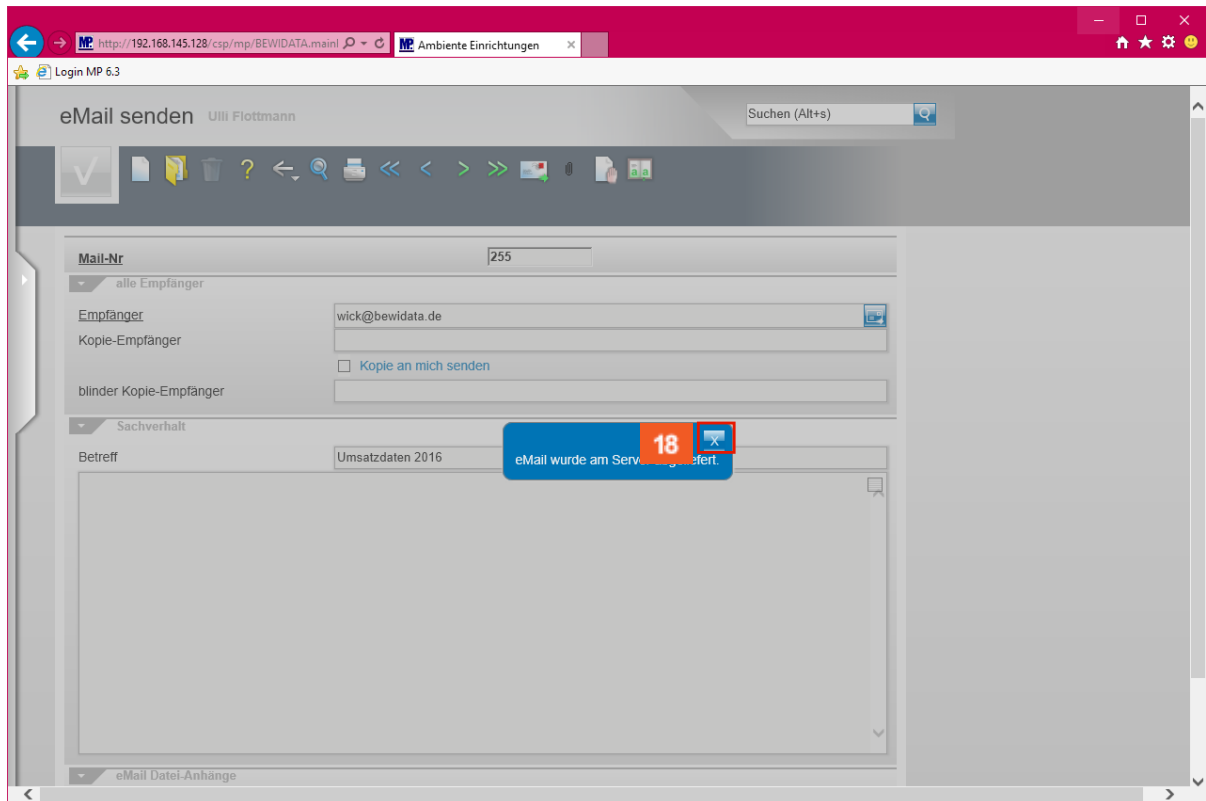 http://192.168.145.128/csp/mp/BEWIDATA.mainl
MP Ambiente Einrichtungen
Login MP 6.3
eMail senden Ulli Flottmann
Suchen (Alt+s)
Mail-Nr 255
alle Empfänger
Empfänger wick@bewidata.de
Kopie-Empfänger
Kopie an mich senden
blinder Kopie-Empfänger
Sachverhalt
18 X
Betreff Umsatzdaten 2016
eMail wurde am Server
eMail Datei-Anhänge